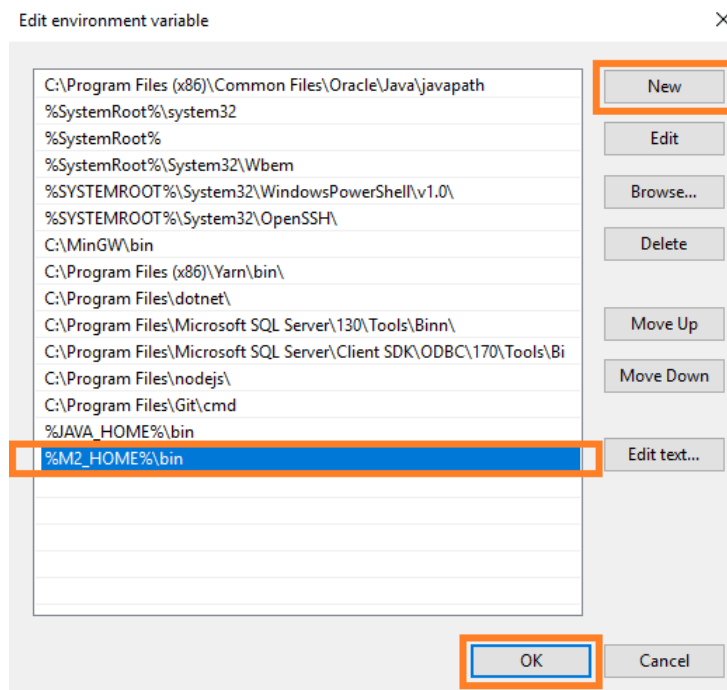 Edit environment variable
C:\Program Files (x86)\Common Files\Oracle\Java\javapath
%SystemRoot%\system32
%SystemRoot%
%SystemRoot%\System32\Wbem
%SYSTEMROOT%\System32\WindowsPowerShell\v1.0\
%SYSTEMROOT%\System32\OpenSSH\
C:\MinGW\bin
C:\Program Files (x86)\Yarn\bin\
C:\Program Files\dotnet\
C:\Program Files\Microsoft SQL Server\130\Tools\Binn\
C:\Program Files\Microsoft SQL Server\Client SDK\ODBC\170\Tools\Bi
C:\Program Files\nodejs\
C:\Program Files\Git\cmd
%JAVA_HOME%\bin
%M2_HOME%\bin
New
Edit
Browse...
Delete
Move Up
Move Down
Edit text...
OK
Cancel